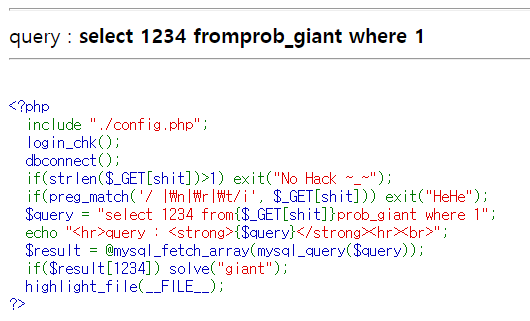 query : select 1234 fromprob_giant where 1
<?php
include "./config.php";
login_chk();
dbconnect();
if(strlen($_GET[shit])>1) exit("No Hack ~_~");
if(preg_match('/ |₩n|₩r|₩t/i', $_GET[shit])) exit("HeHe");
$query = "select 1234 from{$_GET[shit]}prob_giant where 1";
echo "<hr>query : <strong>{$query}</strong><hr><br>";
$result = @mysql_fetch_array(mysql_query($query));
if($result[1234]) solve("giant");
highlight_file(__FILE__);
?>